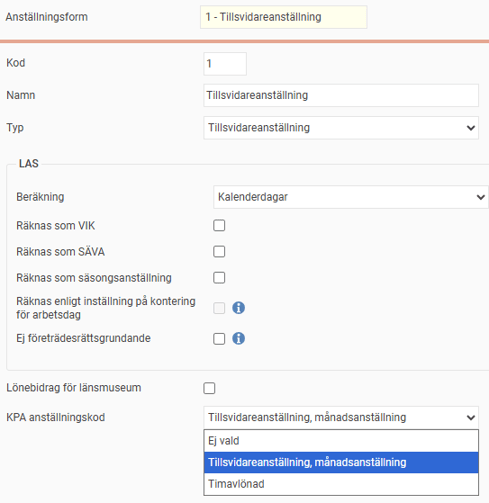 Anställningsform 1 - Tillsvidareanställning
Kod 1
Namn Tillsvidareanställning
Typ Tillsvidareanställning
LAS
Beräkning Kalenderdagar
Räknas som VIK
Räknas som SÄVA
Räknas som säsongsanställning
Räknas enligt inställning på kontering
för arbetsdag
Ej företrädesrättsgrundande
Lönebidrag för länsmuseum
KPA anställningskod Tillsvidareanställning, månadsanställning
Ej vald
Tillsvidareanställning, månadsanställning
Timavlönad